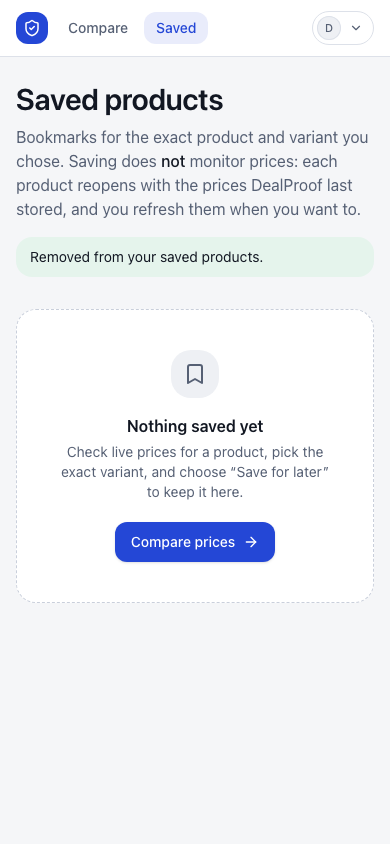 Compare
Saved
D
Saved products
Bookmarks for the exact product and variant you
chose. Saving does not monitor prices: each
product reopens with the prices DealProof last
stored, and you refresh them when you want to.
Removed from your saved products.
Nothing saved yet
Check live prices for a product, pick the
exact variant, and choose “Save for later”
to keep it here.
Compare prices